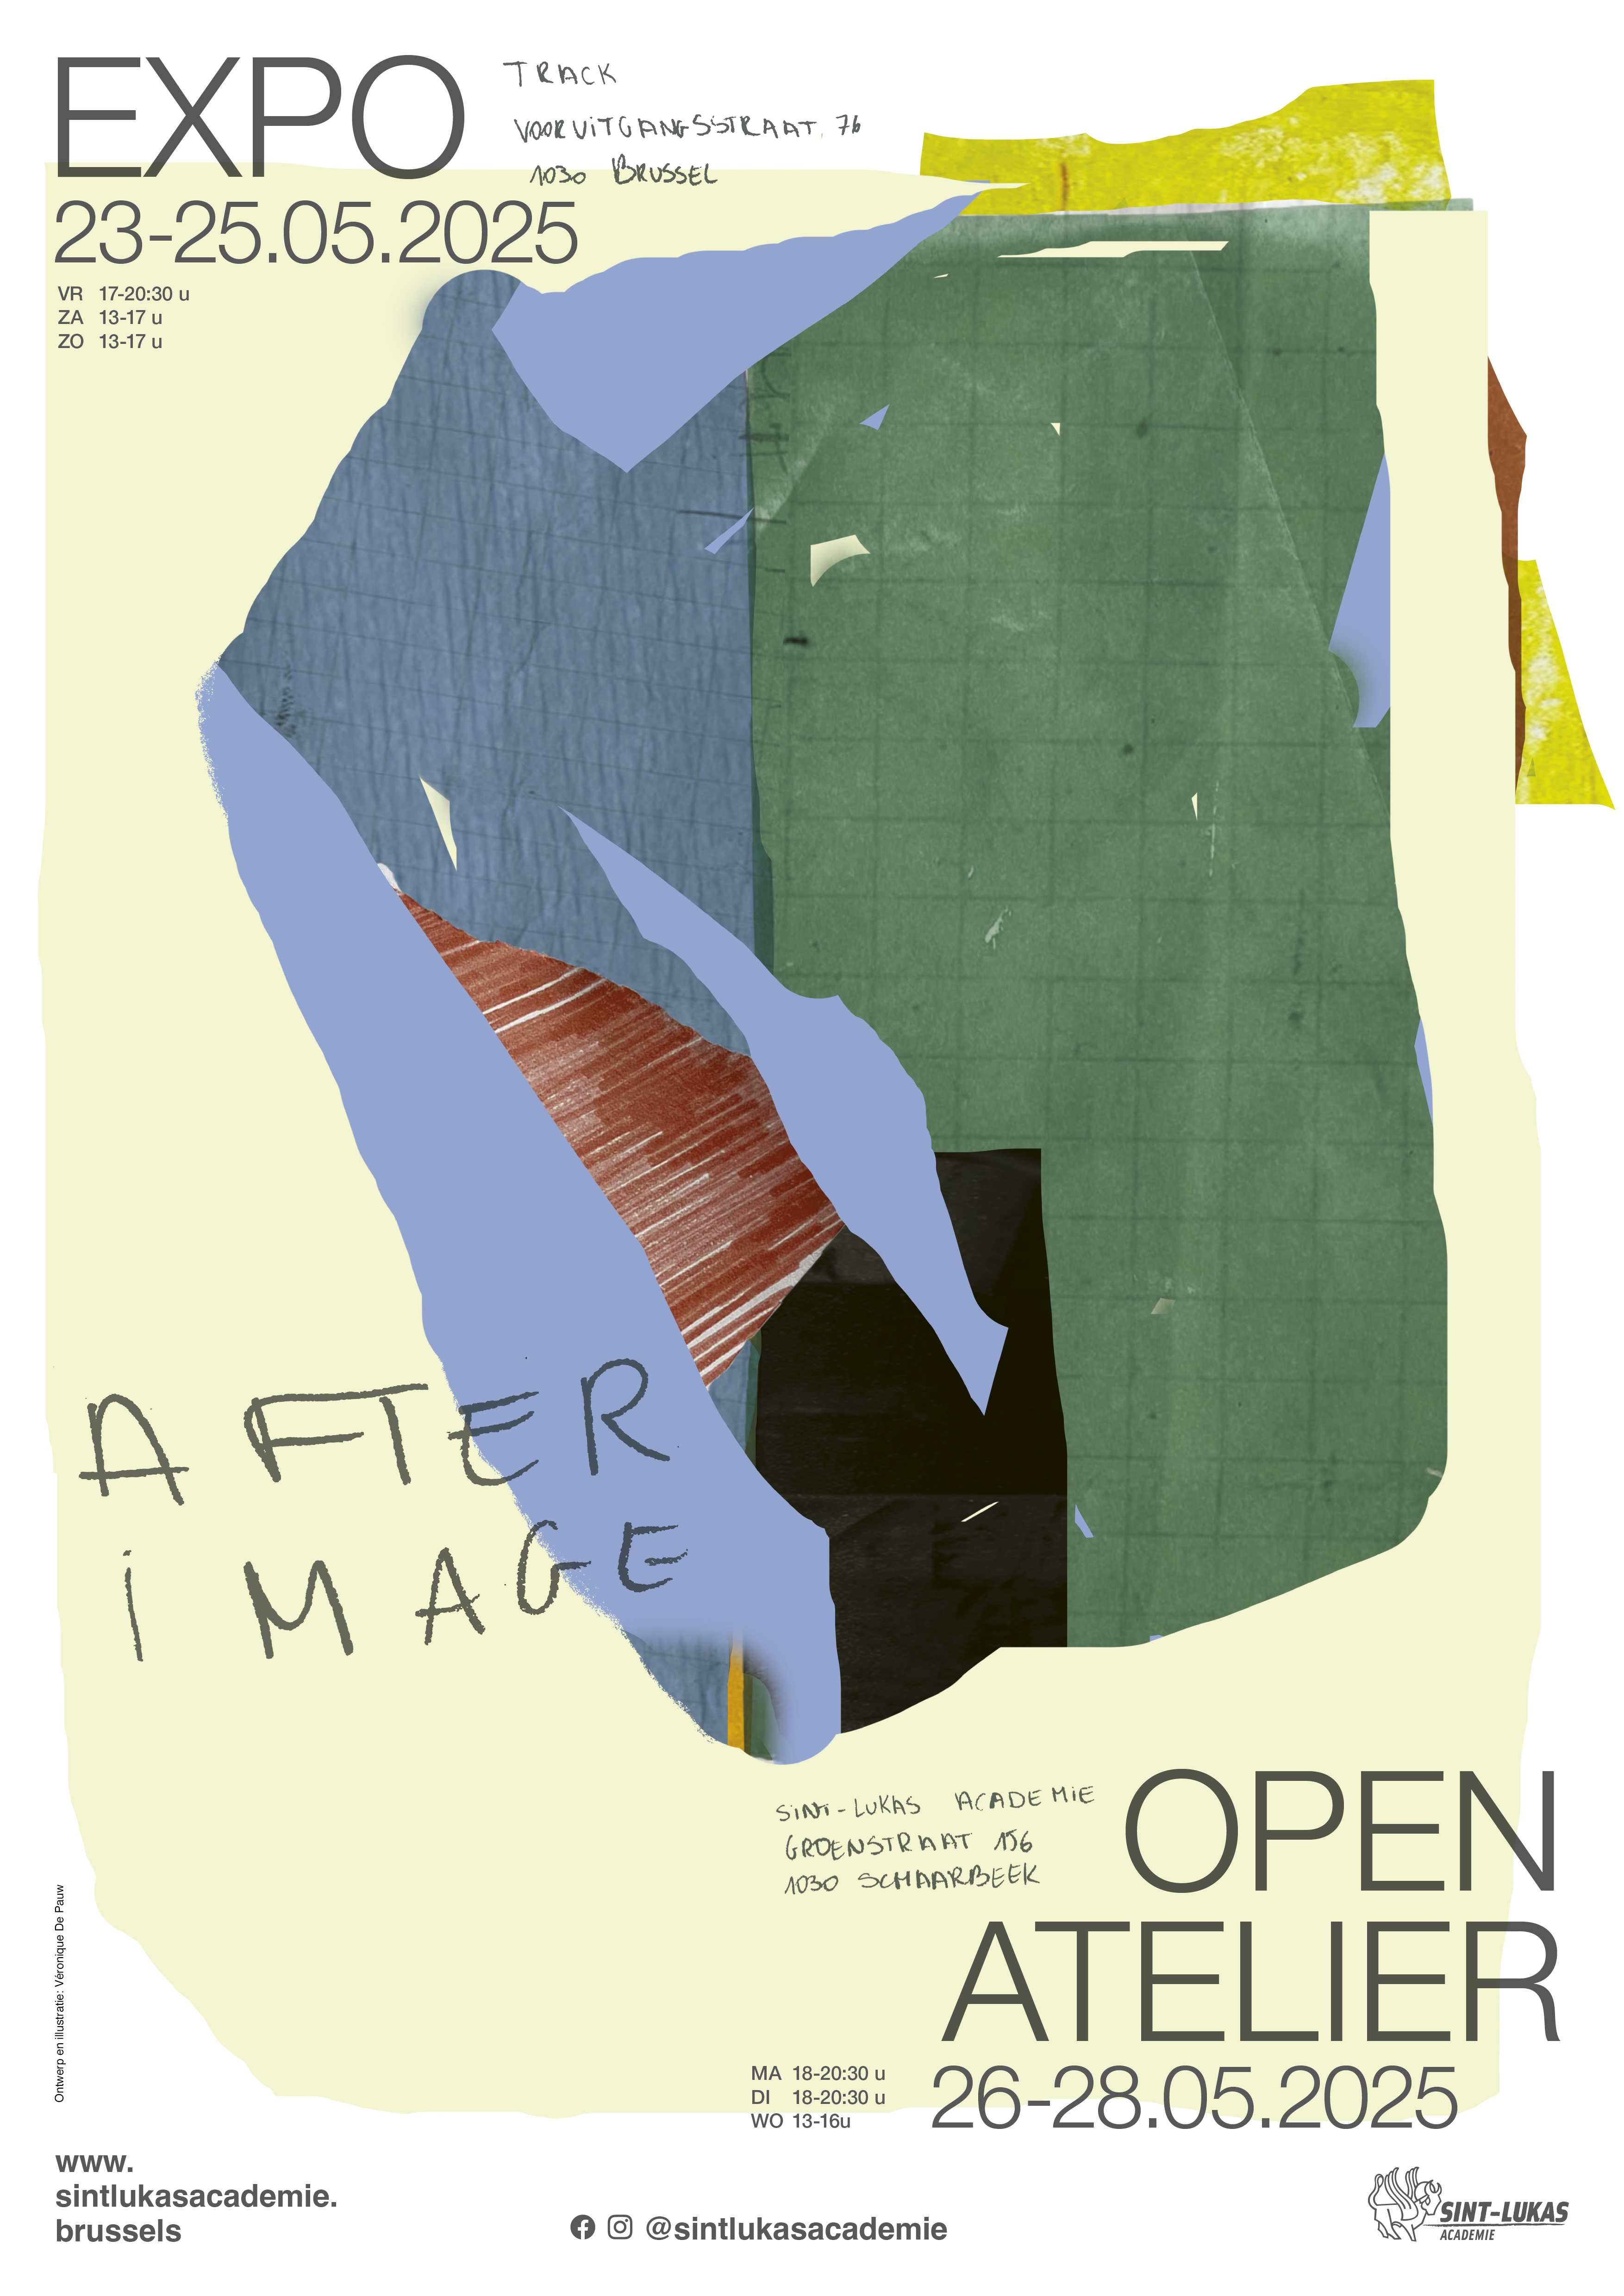 EXPO
TRACK
VOORUITGANGSSTRAAT. 76
1030 BRUSSEL
23-25.05.2025
VR 17-20:30 u
ZA 13-17 u
ZO 13-17 u
AFTER
iMAGE
SiNT-LUKAS ACADEMiE
GROENSTRAAT 156
1030 SCHAARBEEK
OPEN
ATELIER
MA 18-20:30 u
DI 18-20:30 u
WO 13-16u
26-28.05.2025
Ontwerp en illustratie: Véronique De Pauw
www.
sintlukasacademie.
brussels
@sintlukasacademie
SINT-LUKAS
ACADEMIE